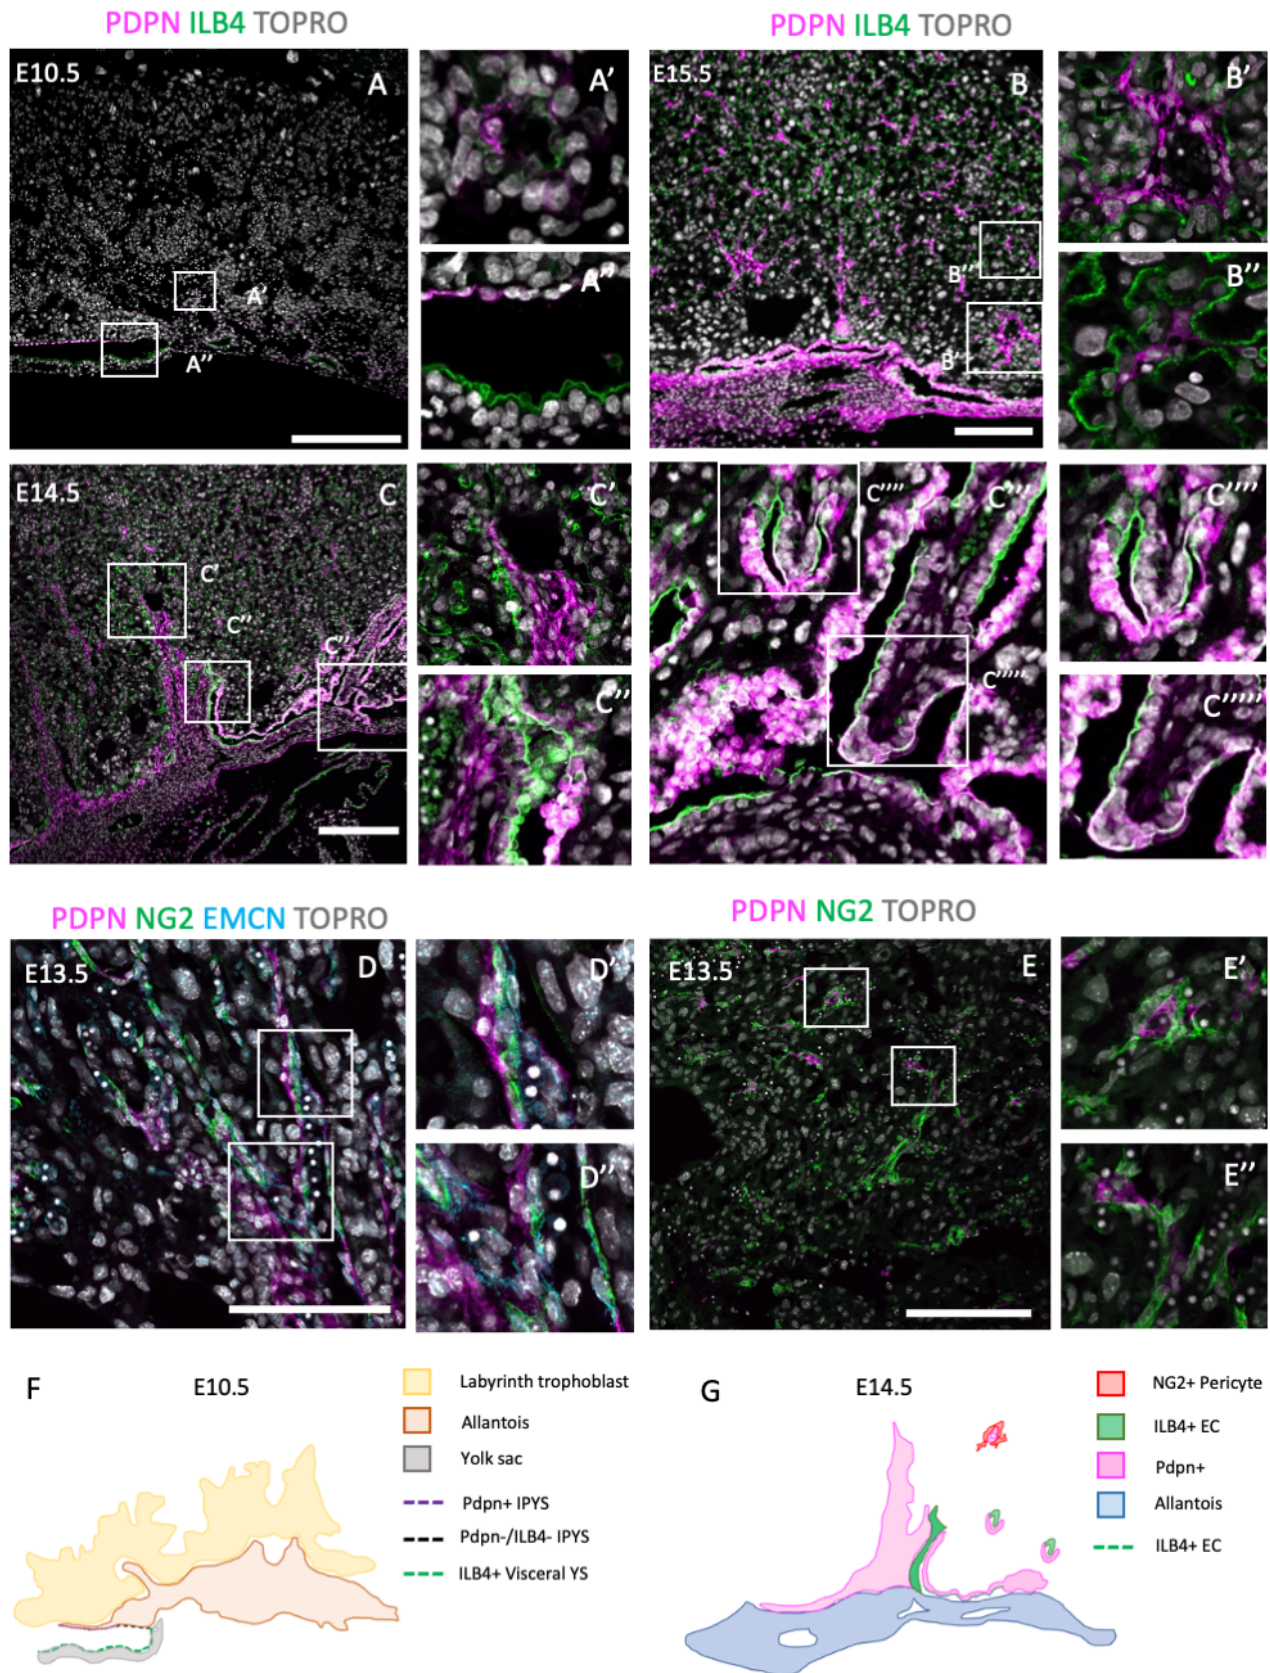 PDPN ILB4 TOPRO
PDPN ILB4 TOPRO
E10.5
A
A'
A'
A''
A''
E15.5
B
B'
B''
B'
B''
E14.5
C
C'
C'
C''
C''
C''
C''''
C'''
C''''
C'''''
C'''''
PDPN NG2 EMCN TOPRO
PDPN NG2 TOPRO
E13.5
D
D'
D''
E13.5
E
E'
E''
F
E10.5
Labyrinth trophoblast
Allantois
Yolk sac
Pdpn+ IPYS
Pdpn-/ILB4- IPYS
ILB4+ Visceral YS
G
E14.5
NG2+ Pericyte
ILB4+ EC
Pdpn+
Allantois
ILB4+ EC